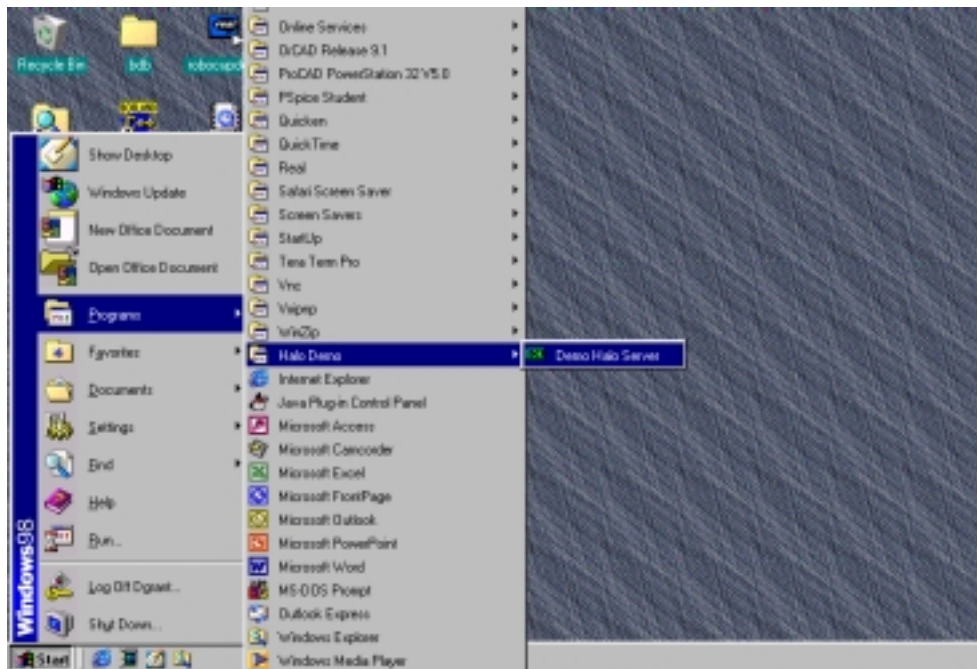 Recycle Bin
bdb
Show Desktop
Windows Update
New Office Document
Open Office Document
Programs
Favorites
Documents
Settings
Find
Help
Run...
Log Off Dgrant...
Shut Down...
Windows98
Start
Online Services
OrCAD Release 9.1
ProCAD PowerStation 32 V5.0
PSpice Student
Quicken
QuickTime
Real
Safari Screen Saver
Screen Savers
StartUp
Tera Term Pro
Vnc
WinZip
Halo Demo
Internet Explorer
Java Plug-in Control Panel
Microsoft Access
Microsoft Camcorder
Microsoft Excel
Microsoft FrontPage
Microsoft Outlook
Microsoft PowerPoint
Microsoft Word
MS-DOS Prompt
Outlook Express
Windows Explorer
Windows Media Player
Demo Halo Server